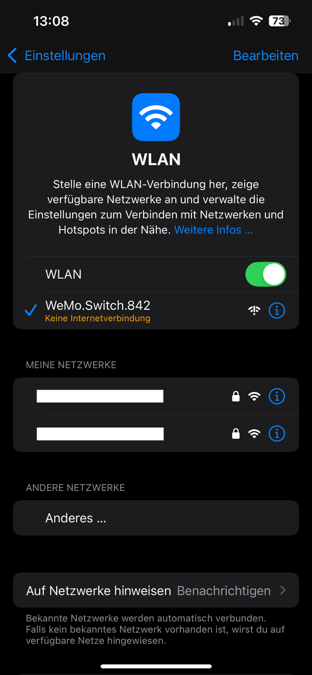 13:08
73
Einstellungen
Bearbeiten
WLAN
Stelle eine WLAN-Verbindung her, zeige
verfügbare Netzwerke an und verwalte die
Einstellungen zum Verbinden mit Netzwerken und
Hotspots in der Nähe. Weitere Infos ...
WLAN
WeMo.Switch.842
Keine Internetverbindung
MEINE NETZWERKE
ANDERE NETZWERKE
Anderes ...
Auf Netzwerke hinweisen Benachrichtigen
Bekannte Netzwerke werden automatisch verbunden.
Falls kein bekanntes Netzwerk vorhanden ist, wirst du auf
verfügbare Netze hingewiesen.